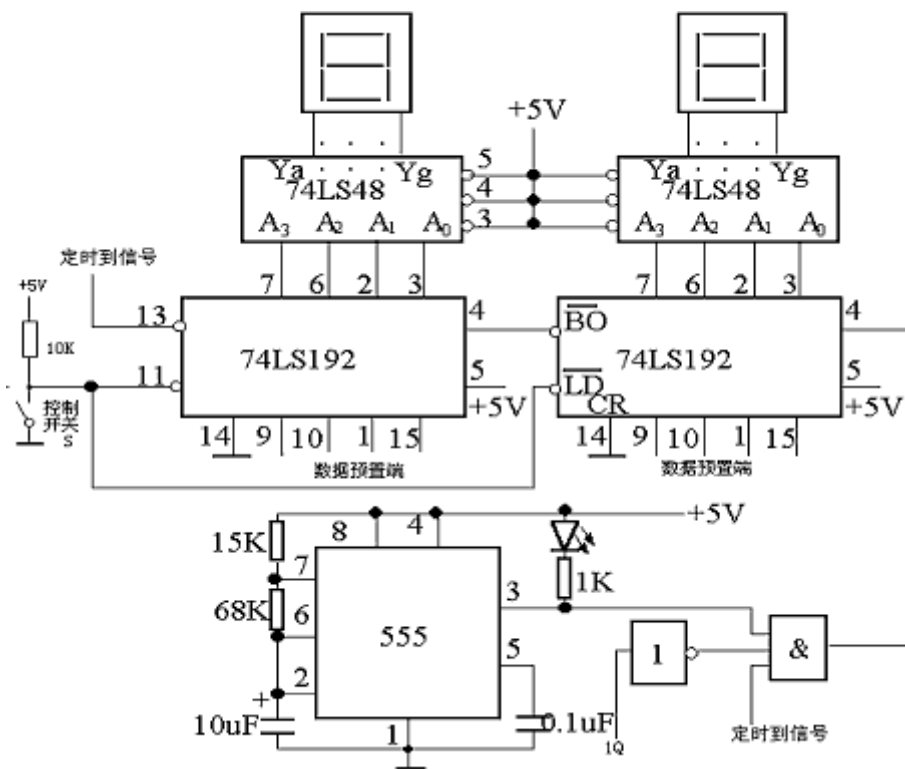 +5V
Ya Yg
74LS48
A3 A2 A1 A0
5
4
3
Ya Yg
74LS48
A3 A2 A1 A0
定时到信号
7 6 2 3
7 6 2 3
+5V
10K
控制
开关
S
13
11
74LS192
4
5
+5V
14 9 10 1 15
数据预置端
BO
LD
CR
74LS192
4
5
+5V
14 9 10 1 15
数据预置端
+5V
15K
68K
10uF
+
8 4
7
6
2
555
3
5
1
0.1uF
1K
1
1Q
&
定时到信号